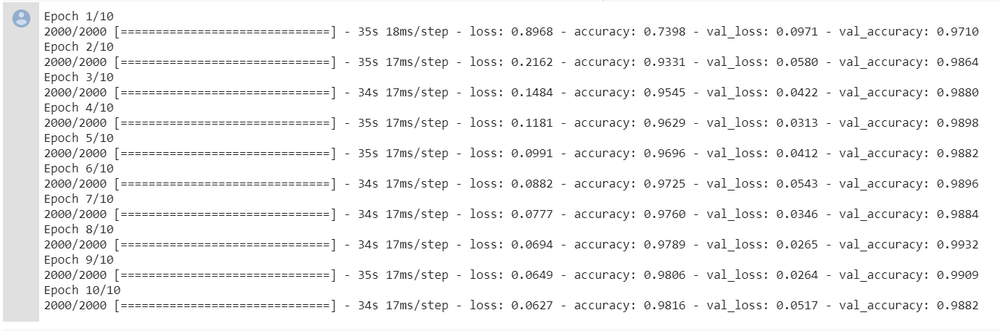 Epoch 1/10
2000/2000 [==============================] - 35s 18ms/step - loss: 0.8968 - accuracy: 0.7398 - val_loss: 0.0971 - val_accuracy: 0.9710
Epoch 2/10
2000/2000 [==============================] - 35s 17ms/step - loss: 0.2162 - accuracy: 0.9331 - val_loss: 0.0580 - val_accuracy: 0.9864
Epoch 3/10
2000/2000 [==============================] - 34s 17ms/step - loss: 0.1484 - accuracy: 0.9545 - val_loss: 0.0422 - val_accuracy: 0.9880
Epoch 4/10
2000/2000 [==============================] - 35s 17ms/step - loss: 0.1181 - accuracy: 0.9629 - val_loss: 0.0313 - val_accuracy: 0.9898
Epoch 5/10
2000/2000 [==============================] - 35s 17ms/step - loss: 0.0991 - accuracy: 0.9696 - val_loss: 0.0412 - val_accuracy: 0.9882
Epoch 6/10
2000/2000 [==============================] - 34s 17ms/step - loss: 0.0882 - accuracy: 0.9725 - val_loss: 0.0543 - val_accuracy: 0.9896
Epoch 7/10
2000/2000 [==============================] - 34s 17ms/step - loss: 0.0777 - accuracy: 0.9760 - val_loss: 0.0346 - val_accuracy: 0.9884
Epoch 8/10
2000/2000 [==============================] - 34s 17ms/step - loss: 0.0694 - accuracy: 0.9789 - val_loss: 0.0265 - val_accuracy: 0.9932
Epoch 9/10
2000/2000 [==============================] - 35s 17ms/step - loss: 0.0649 - accuracy: 0.9806 - val_loss: 0.0264 - val_accuracy: 0.9909
Epoch 10/10
2000/2000 [==============================] - 34s 17ms/step - loss: 0.0627 - accuracy: 0.9816 - val_loss: 0.0517 - val_accuracy: 0.9882